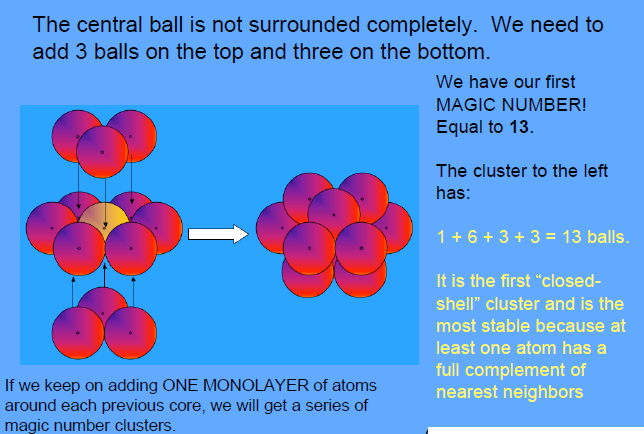 The central ball is not surrounded completely.  We need to
add 3 balls on the top and three on the bottom.
We have our first
MAGIC NUMBER!
Equal to 13.
The cluster to the left
has:
1 + 6 + 3 + 3 = 13 balls.
It is the first “closed-
shell” cluster and is the
most stable because at
least one atom has a
full complement of
nearest neighbors
If we keep on adding ONE MONOLAYER of atoms
around each previous core, we will get a series of
magic number clusters.